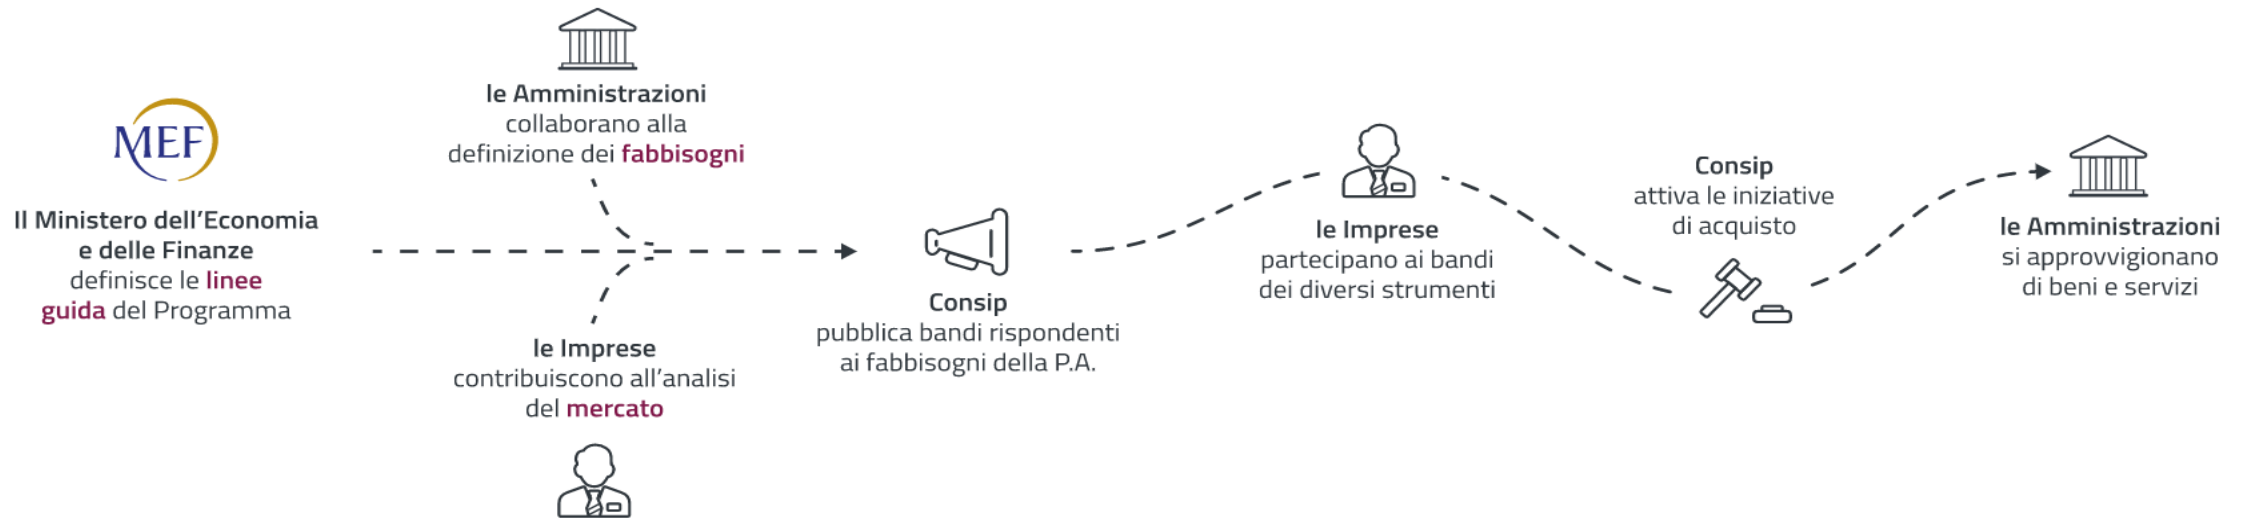 MEF
Il Ministero dell'Economia
e delle Finanze
definisce le linee
guida del Programma
le Amministrazioni
collaborano alla
definizione dei fabbisogni
le Imprese
contribuiscono all'analisi
del mercato
Consip
pubblica bandi rispondenti
ai fabbisogni della P.A.
le Imprese
partecipano ai bandi
dei diversi strumenti
Consip
attiva le iniziative
di acquisto
le Amministrazioni
si approvvigionano
di beni e servizi